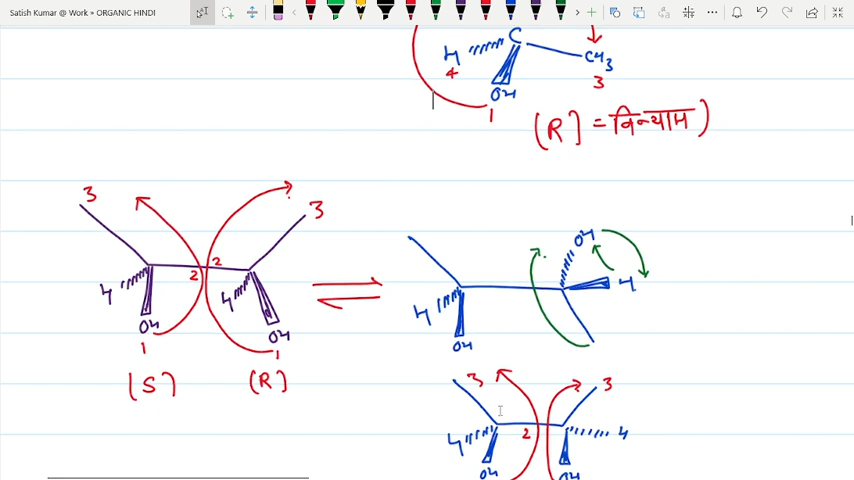 Satish Kumar @ Work » ORGANIC HINDI
C
H
4
OH
1
CH3
3
(R) = विन्यास)
3
3
2
2
H
OH
1
H
OH
1
(S)
(R)
OH
H
H
OH
3
3
2
H
H
OH
OH